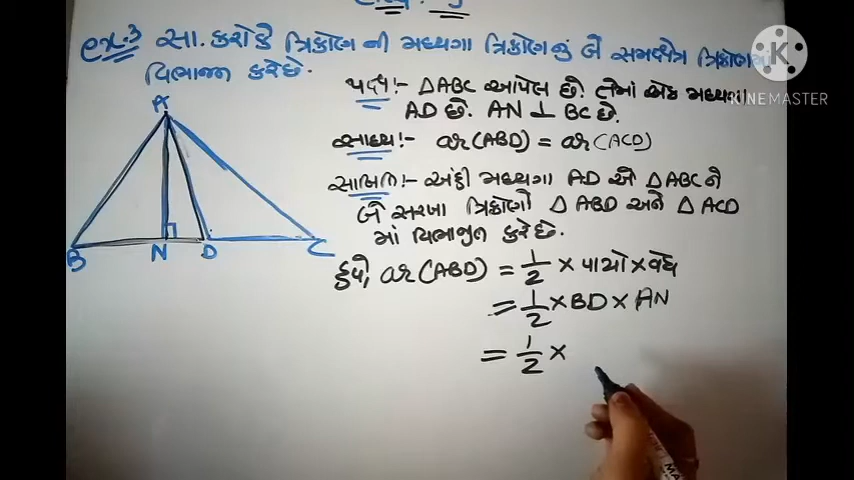 ex.3 સા. કરો કે ત્રિકોણ ની મધ્યગા ત્રિકોણનું બે સમક્ષેત્ર ત્રિકોણમાં
વિભાજન કરે છે.
પક્ષ :- △ABC આપેલ છે. તેમાં એક મધ્યગા
AD છે. AN ⊥ BC છે.
સાધ્ય :- ar(ABD) = ar(ACD)
સાબિતી :- અહીં મધ્યગા AD એ △ABC ને
બે સરખા ત્રિકોણો △ABD અને △ACD
માં વિભાજન કરે છે.
હવે, ar(ABD) = 1/2 × પાયો × વેધ
= 1/2 × BD × AN
= 1/2 ×
A
B N D C
K
KINEMASTER
MA